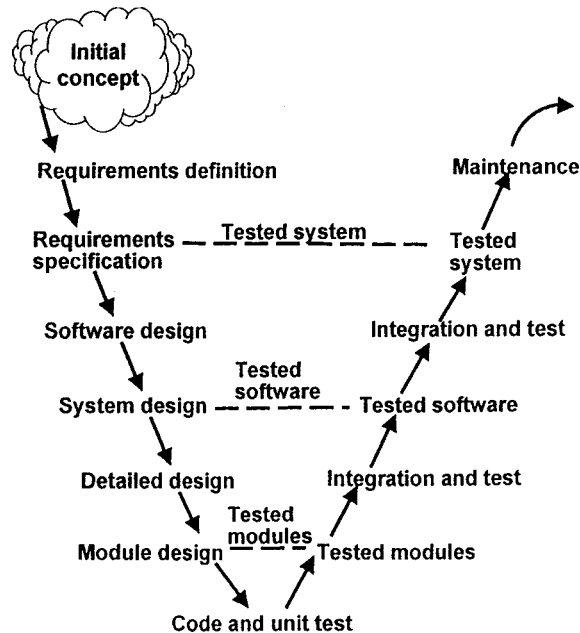 Initial
concept
Requirements definition
Maintenance
Requirements
specification
Tested system
Tested
system
Software design
Integration and test
Tested
software
System design
Tested software
Detailed design
Integration and test
Tested
modules
Module design
Tested modules
Code and unit test